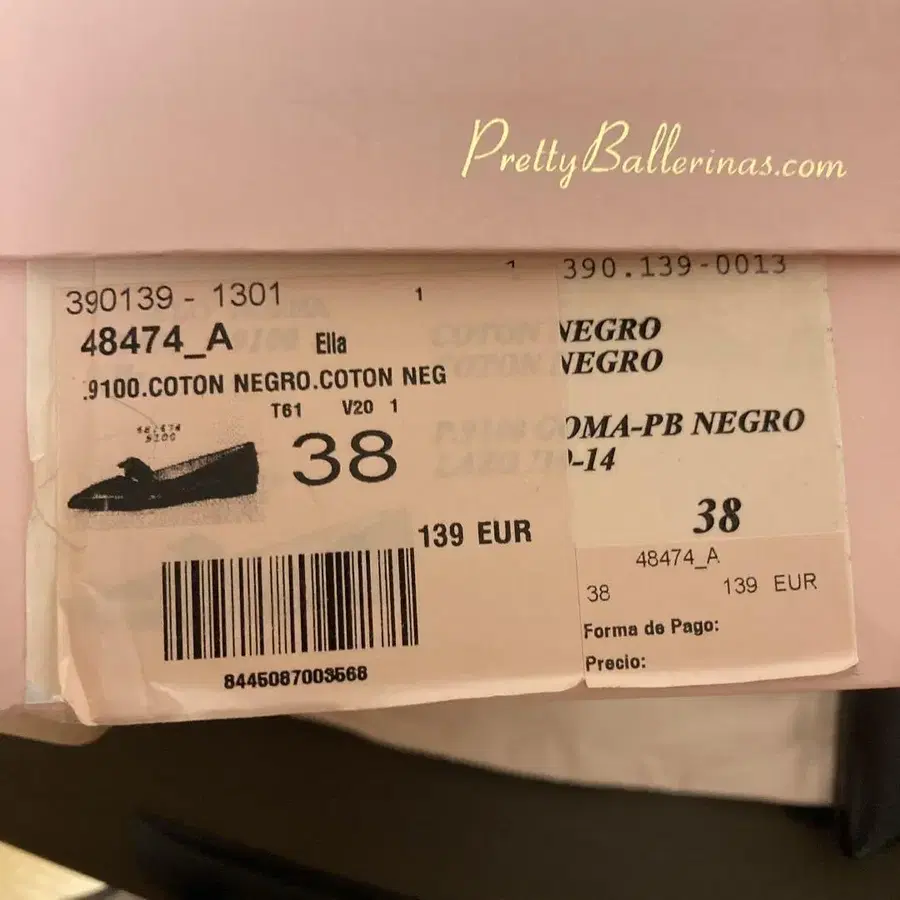 PrettyBallerinas.com
390139 - 1301 1
48474_A Ella
.9100.COTON NEGRO.COTON NEG
T61 V20 1
38
139 EUR
8445087003568
390.139-0013
NEGRO
NEGRO
OMA-PB NEGRO
-14
38
48474_A
38 139 EUR
Forma de Pago:
Precio: